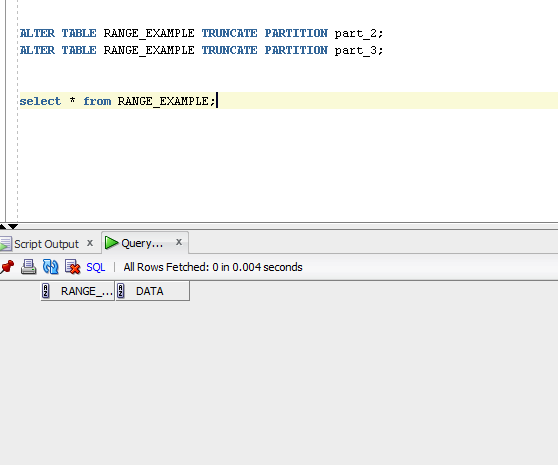 ALTER TABLE RANGE_EXAMPLE TRUNCATE PARTITION part_2;
ALTER TABLE RANGE_EXAMPLE TRUNCATE PARTITION part_3;
select * from RANGE_EXAMPLE;
Script Output x Query... x
SQL | All Rows Fetched: 0 in 0.004 seconds
RANGE_... DATA